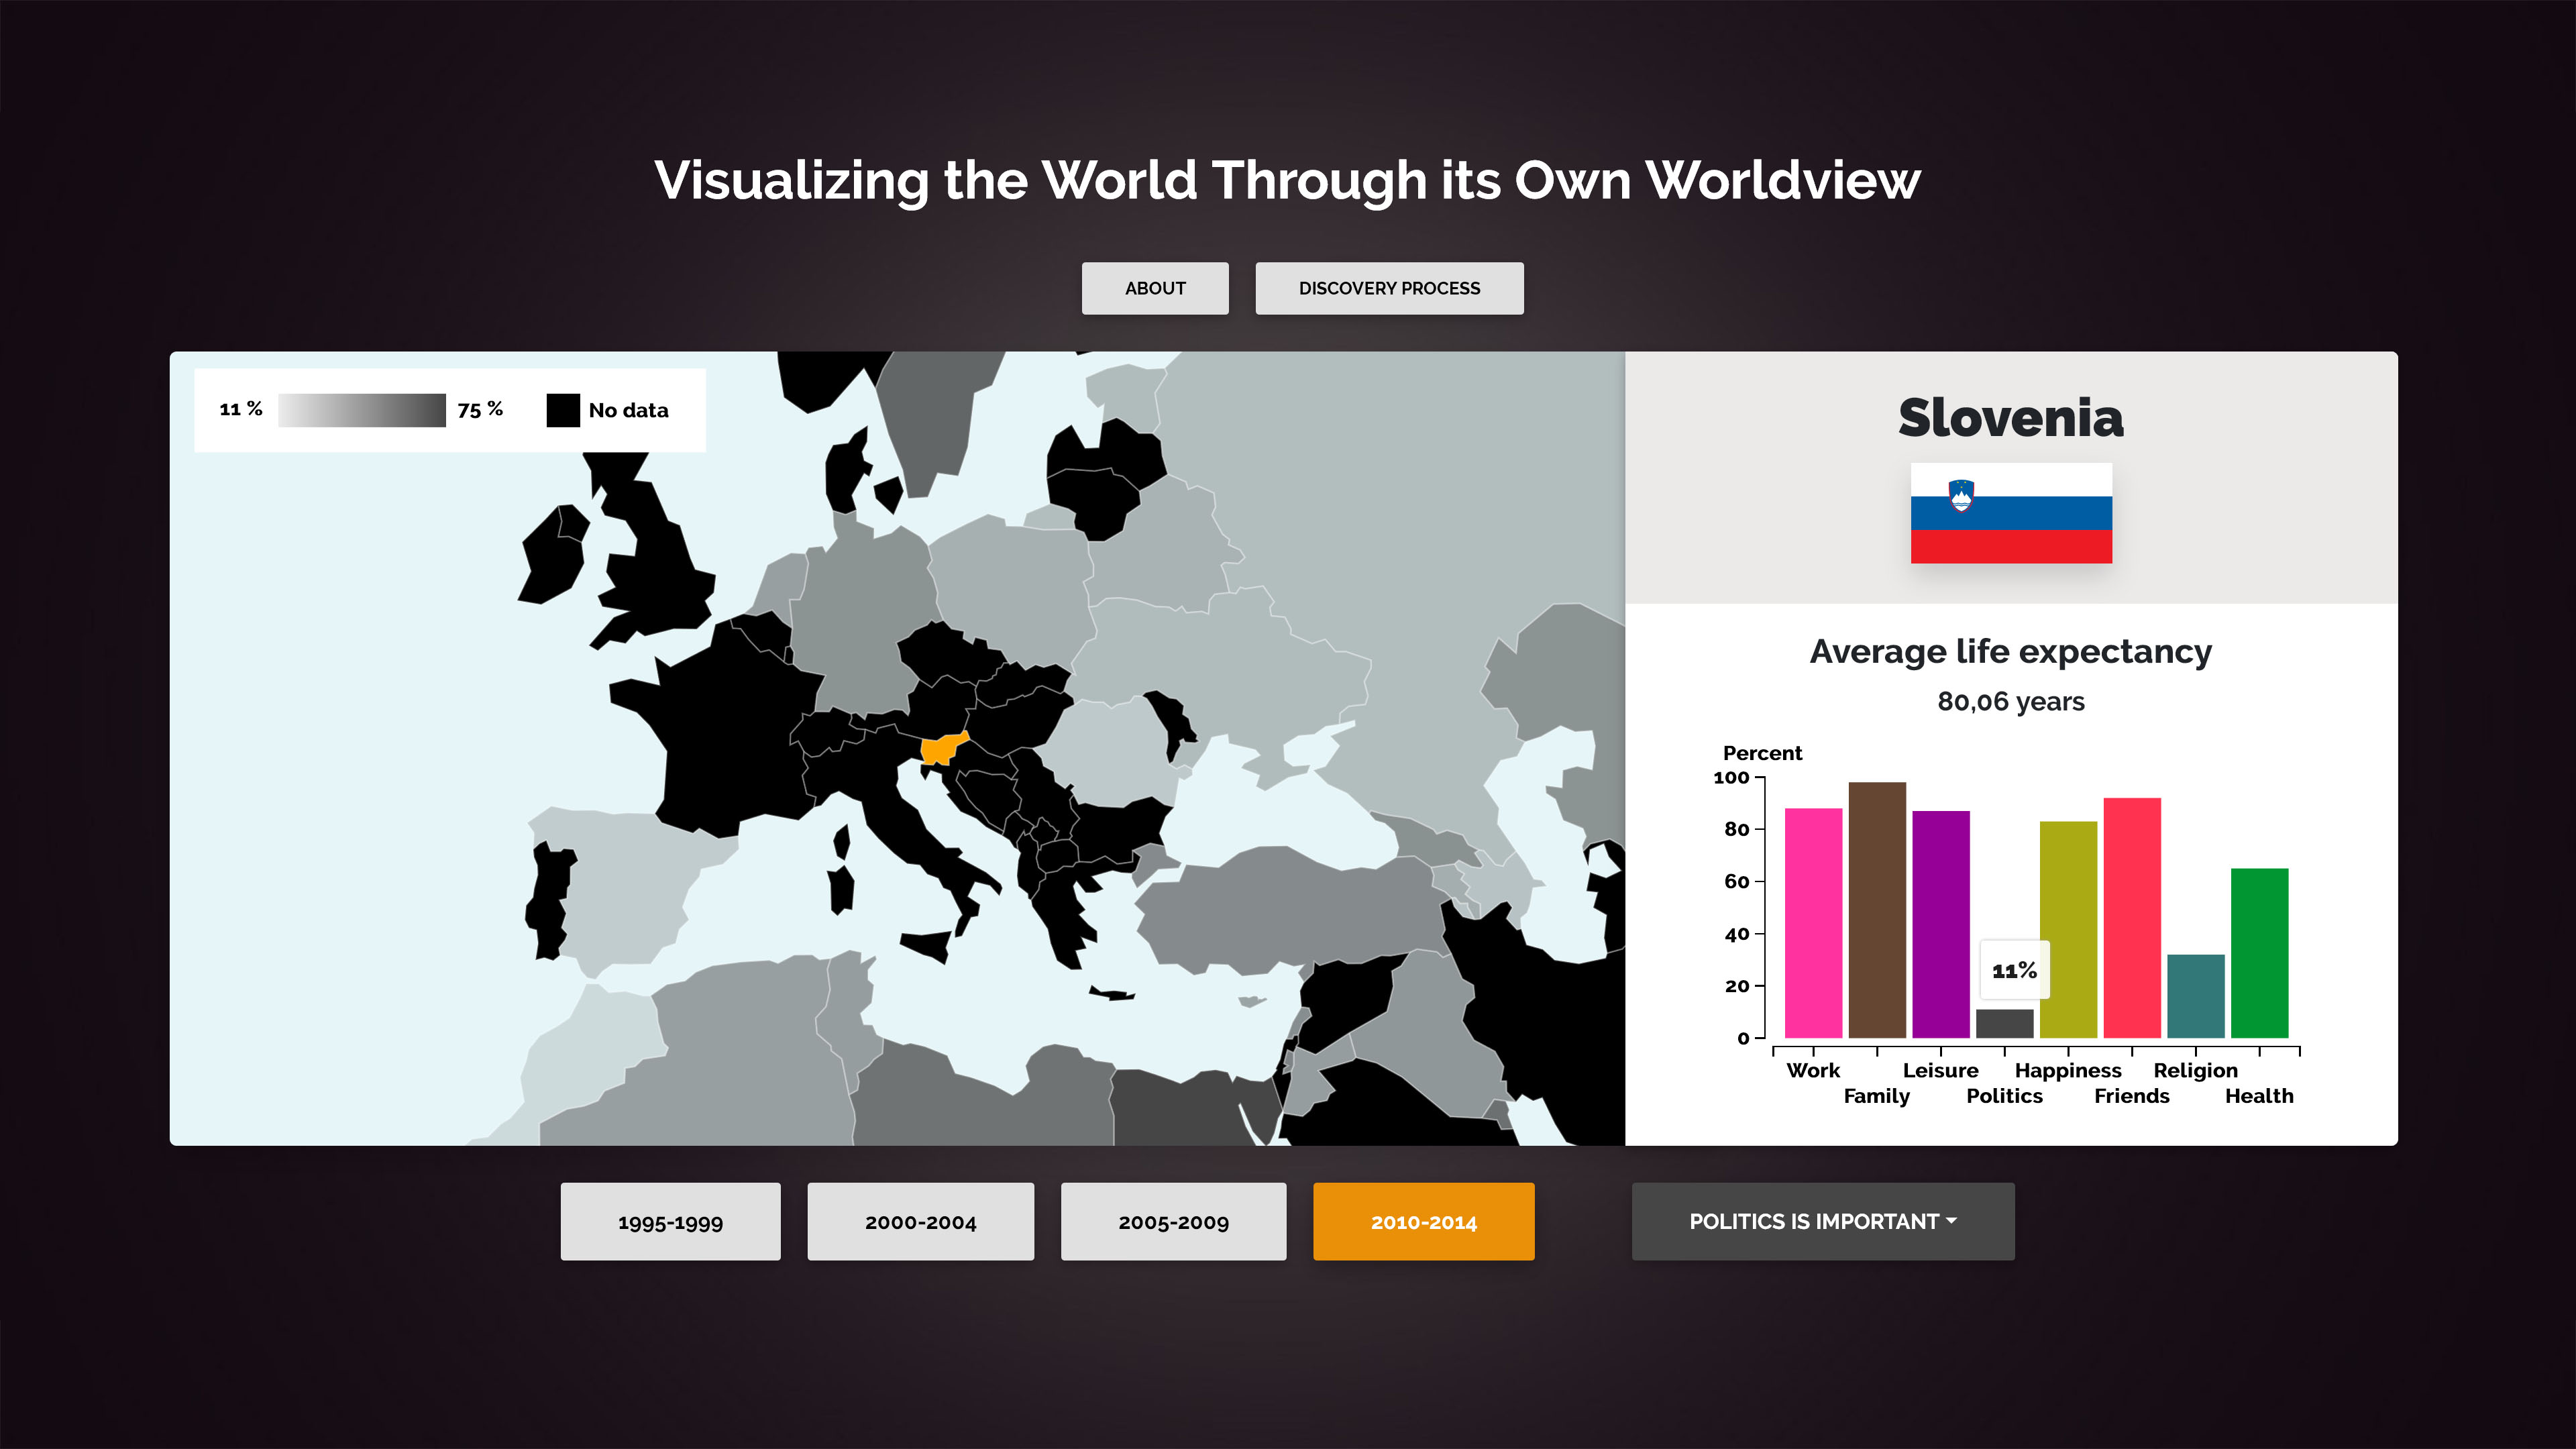 Visualizing the World Through its Own Worldview
ABOUT
DISCOVERY PROCESS
11 %
75 %
No data
Slovenia
Average life expectancy
80,06 years
Percent
100
80
60
40
20
0
11%
Work
Leisure
Happiness
Religion
Family
Politics
Friends
Health
1995-1999
2000-2004
2005-2009
2010-2014
POLITICS IS IMPORTANT